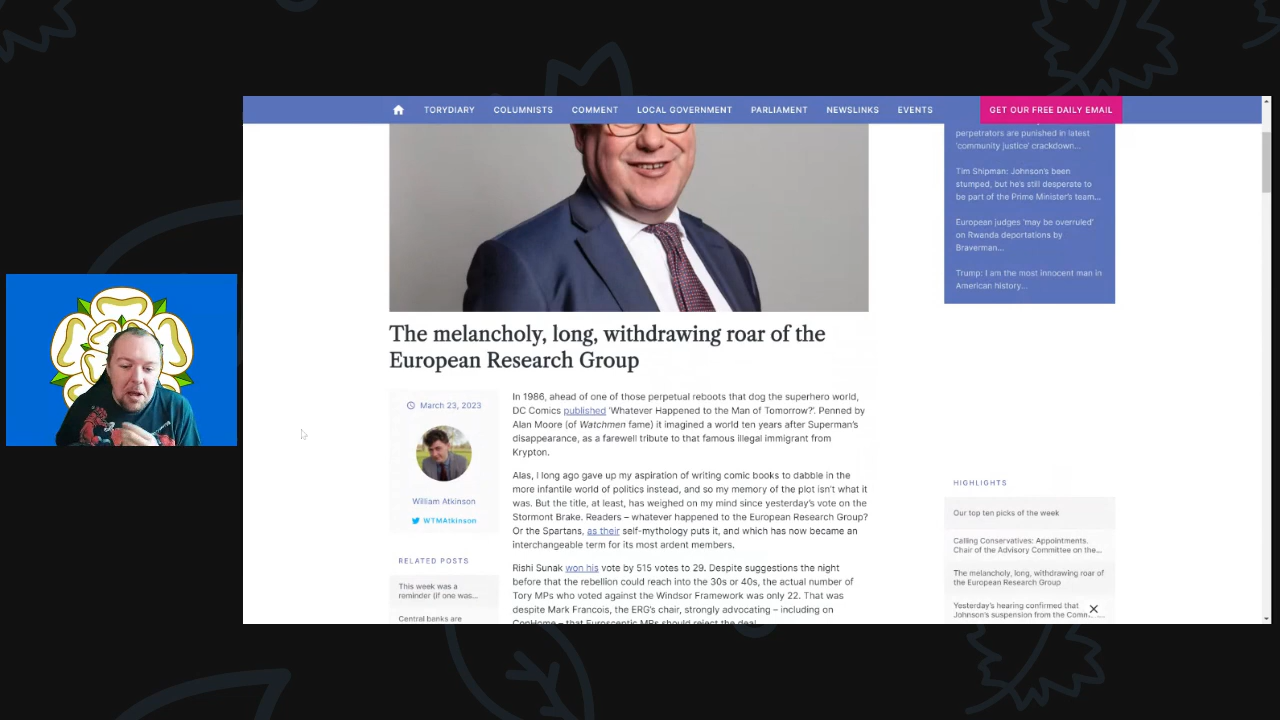 TORYDIARY COLUMNISTS COMMENT LOCAL GOVERNMENT PARLIAMENT NEWSLINKS EVENTS GET OUR FREE DAILY EMAIL
The melancholy, long, withdrawing roar of the
European Research Group
March 23, 2023
William Atkinson
WTMAtkinson
RELATED POSTS
This week was a
reminder (if one was...
Central banks are
In 1986, ahead of one of those perpetual reboots that dog the superhero world,
DC Comics published 'Whatever Happened to the Man of Tomorrow?'. Penned by
Alan Moore (of Watchmen fame) it imagined a world ten years after Superman's
disappearance, as a farewell tribute to that famous illegal immigrant from
Krypton.
Alas, I long ago gave up my aspiration of writing comic books to dabble in the
more infantile world of politics instead, and so my memory of the plot isn't what it
was. But the title, at least, has weighed on my mind since yesterday's vote on the
Stormont Brake. Readers – whatever happened to the European Research Group?
Or the Spartans, as their self-mythology puts it, and which has now became an
interchangeable term for its most ardent members.
Rishi Sunak won his vote by 515 votes to 29. Despite suggestions the night
before that the rebellion could reach into the 30s or 40s, the actual number of
Tory MPs who voted against the Windsor Framework was only 22. That was
despite Mark Francois, the ERG's chair, strongly advocating – including on
ConHome – that Eurosceptic MPs should reject the deal.
perpetrators are punished in latest
'community justice' crackdown...
Tim Shipman: Johnson's been
stumped, but he's still desperate to
be part of the Prime Minister's team...
European judges 'may be overruled'
on Rwanda deportations by
Braverman...
Trump: I am the most innocent man in
American history...
HIGHLIGHTS
Our top ten picks of the week
Calling Conservatives: Appointments.
Chair of the Advisory Committee on the...
The melancholy, long, withdrawing roar of
the European Research Group
Yesterday's hearing confirmed that
Johnson's suspension from the Comm...